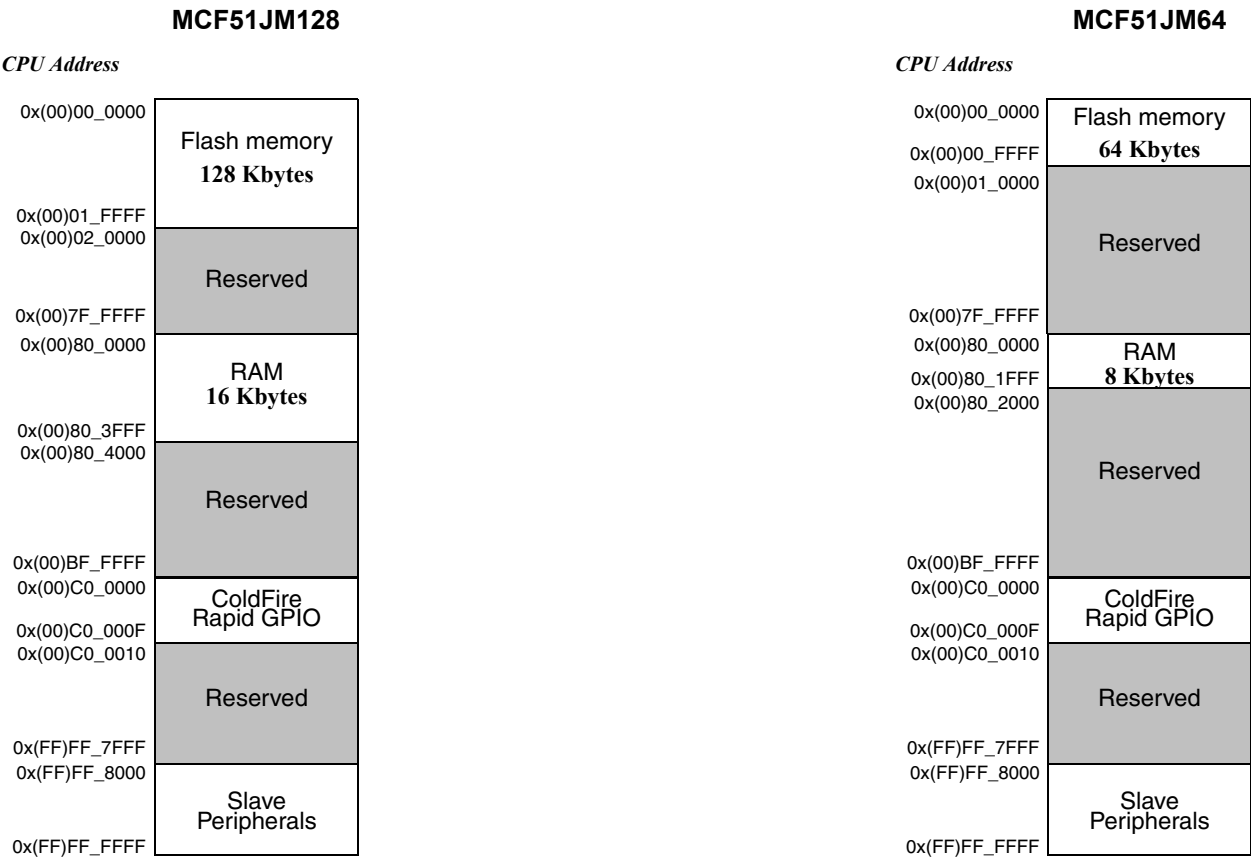 MCF51JM128
CPU Address
0x(00)00_0000
Flash memory
128 Kbytes
0x(00)01_FFFF
0x(00)02_0000
Reserved
0x(00)7F_FFFF
0x(00)80_0000
RAM
16 Kbytes
0x(00)80_3FFF
0x(00)80_4000
Reserved
0x(00)BF_FFFF
0x(00)C0_0000
ColdFire
Rapid GPIO
0x(00)C0_000F
0x(00)C0_0010
Reserved
0x(FF)FF_7FFF
0x(FF)FF_8000
Slave
Peripherals
0x(FF)FF_FFFF
MCF51JM64
CPU Address
0x(00)00_0000
Flash memory
64 Kbytes
0x(00)00_FFFF
0x(00)01_0000
Reserved
0x(00)7F_FFFF
0x(00)80_0000
RAM
8 Kbytes
0x(00)80_1FFF
0x(00)80_2000
Reserved
0x(00)BF_FFFF
0x(00)C0_0000
ColdFire
Rapid GPIO
0x(00)C0_000F
0x(00)C0_0010
Reserved
0x(FF)FF_7FFF
0x(FF)FF_8000
Slave
Peripherals
0x(FF)FF_FFFF